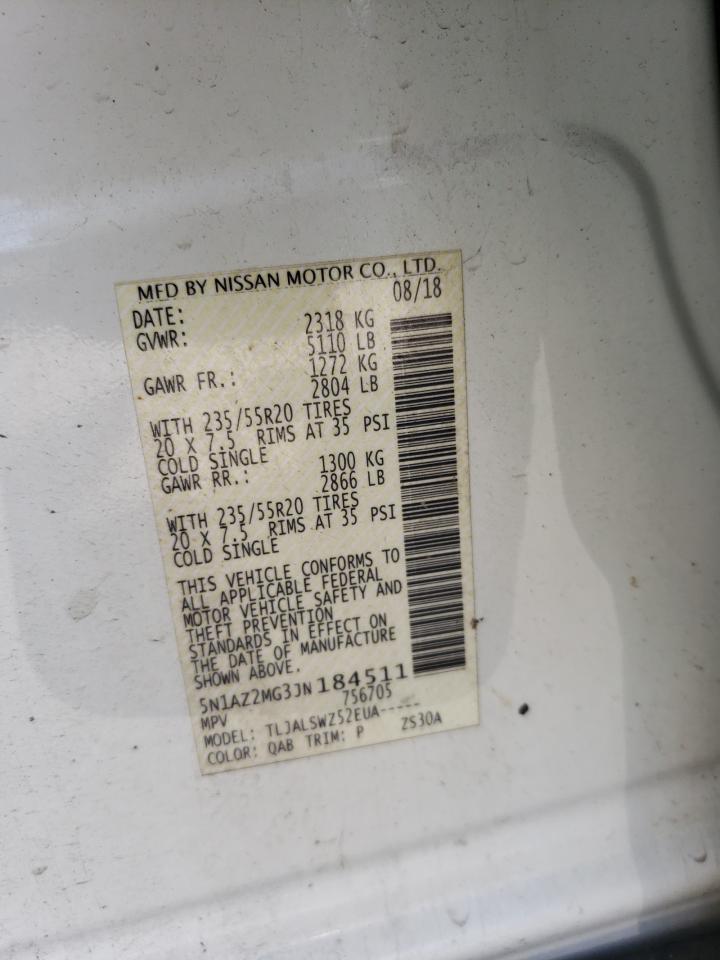 MFD BY NISSAN MOTOR CO., LTD.
DATE: 08/18
GVWR: 2318 KG
5110 LB
GAWR FR.: 1272 KG
2804 LB
WITH 235/55R20 TIRES
20 X 7.5 RIMS AT 35 PSI
COLD SINGLE
GAWR RR.: 1300 KG
2866 LB
WITH 235/55R20 TIRES
20 X 7.5 RIMS AT 35 PSI
COLD SINGLE
THIS VEHICLE CONFORMS TO
ALL APPLICABLE FEDERAL
MOTOR VEHICLE SAFETY AND
THEFT PREVENTION
STANDARDS IN EFFECT ON
THE DATE OF MANUFACTURE
SHOWN ABOVE.
5N1AZ2MG3JN184511
MPV 756705
MODEL: TLJALSWZ52EUA-----
COLOR: QAB TRIM: P ZS30A